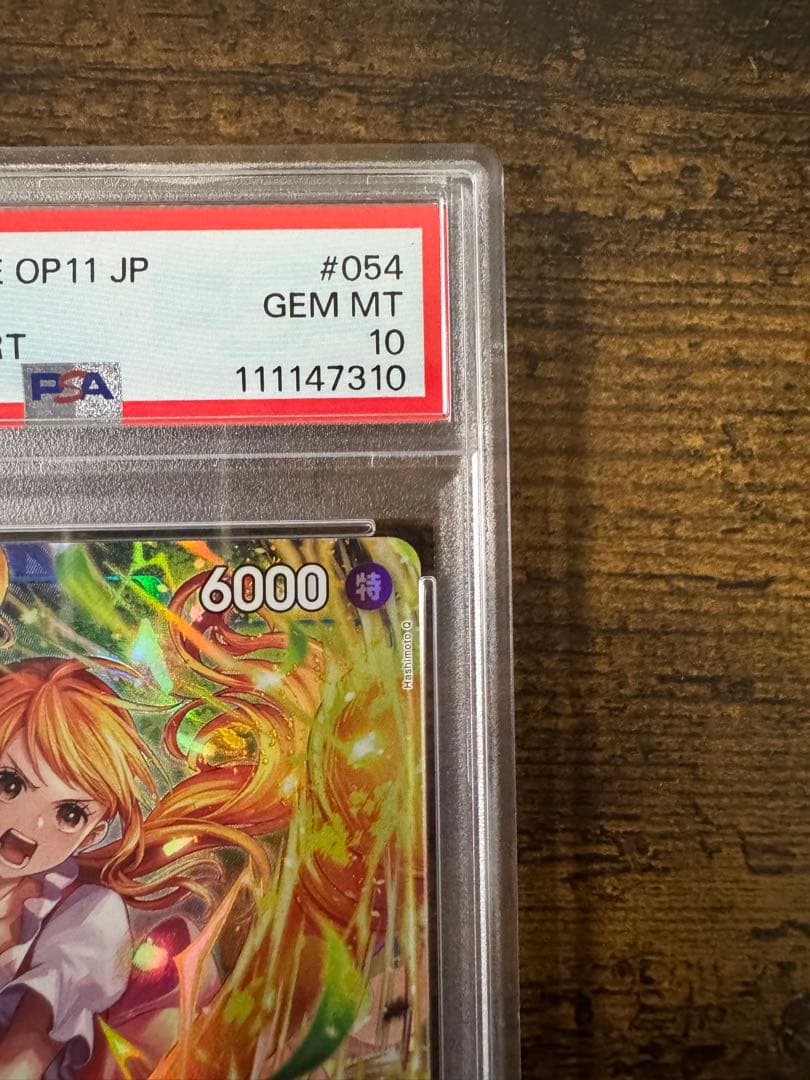 E OP11 JP #054
GEM MT
RT 10
PSA 111147310
6000 特
Hashimoto Q